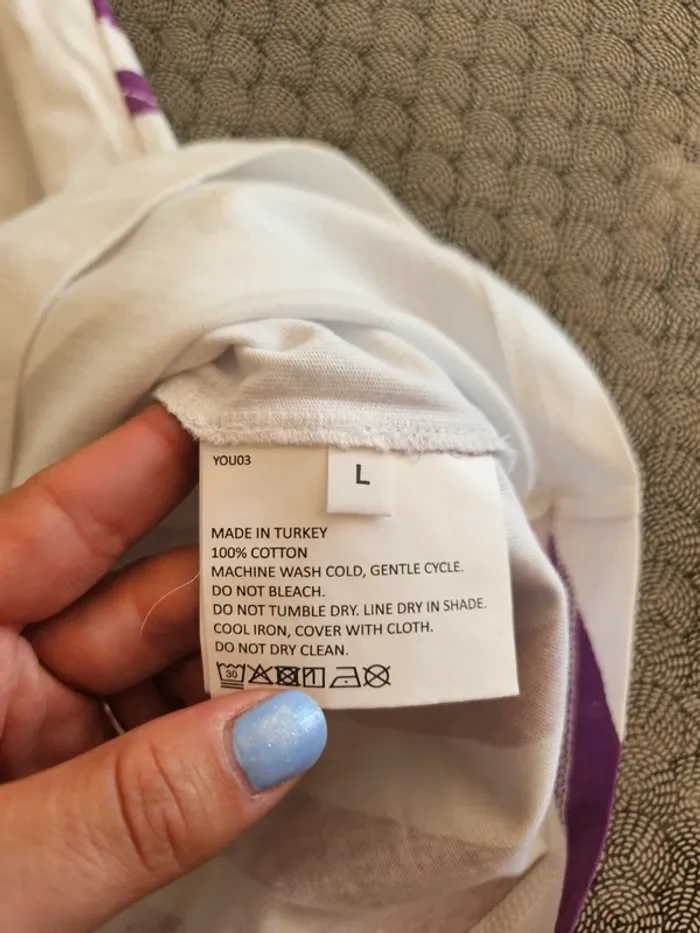 YOU03
L
MADE IN TURKEY
100% COTTON
MACHINE WASH COLD, GENTLE CYCLE.
DO NOT BLEACH.
DO NOT TUMBLE DRY. LINE DRY IN SHADE.
COOL IRON, COVER WITH CLOTH.
DO NOT DRY CLEAN.
30